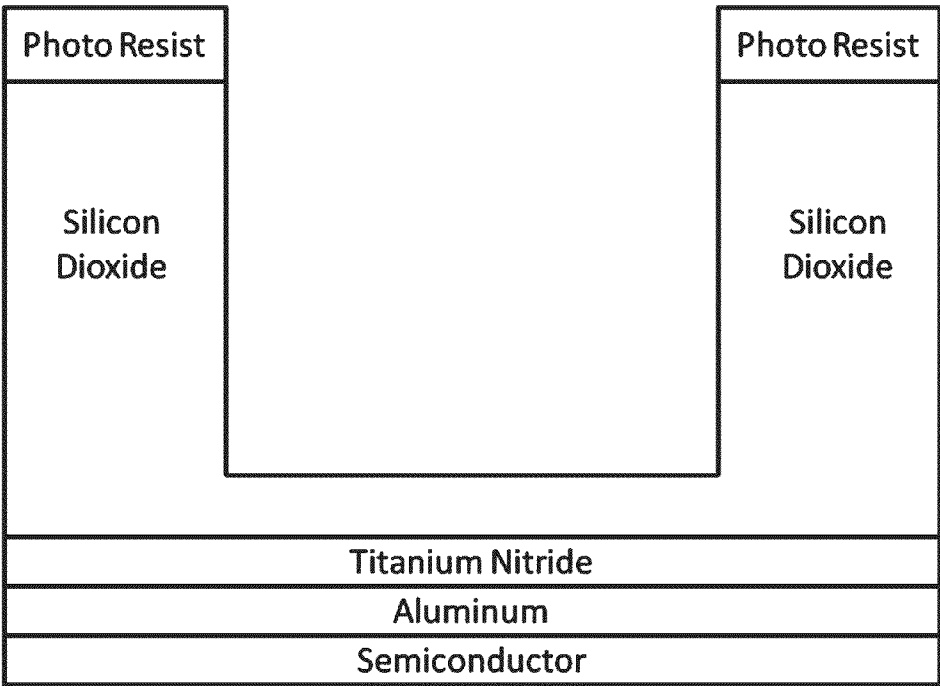 Photo Resist
Photo Resist
Silicon
Dioxide
Silicon
Dioxide
Titanium Nitride
Aluminum
Semiconductor